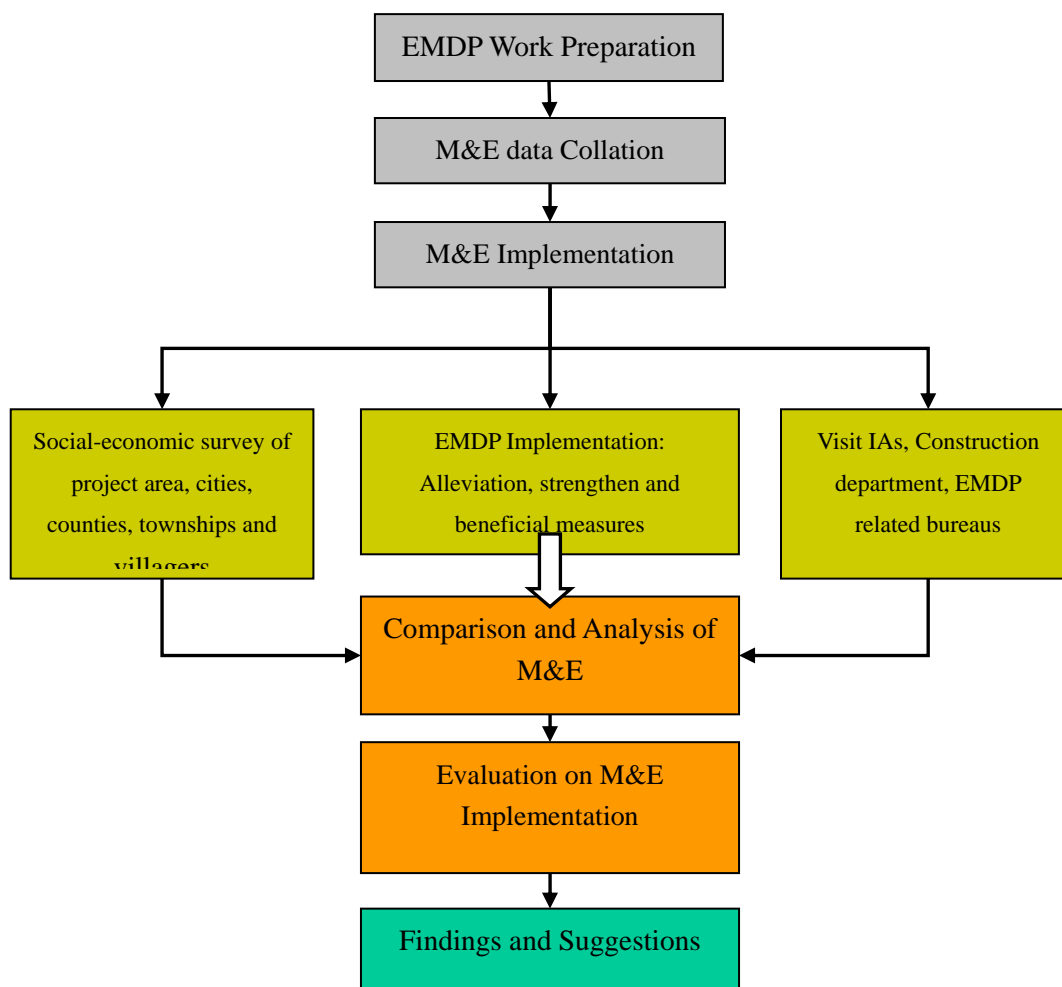 EMDP Work Preparation
M&E data Collation
M&E Implementation
Social-economic survey of
project area, cities,
counties, townships and
villagers
EMDP Implementation:
Alleviation, strengthen and
beneficial measures
Visit IAs, Construction
department, EMDP
related bureaus
Comparison and Analysis of
M&E
Evaluation on M&E
Implementation
Findings and Suggestions